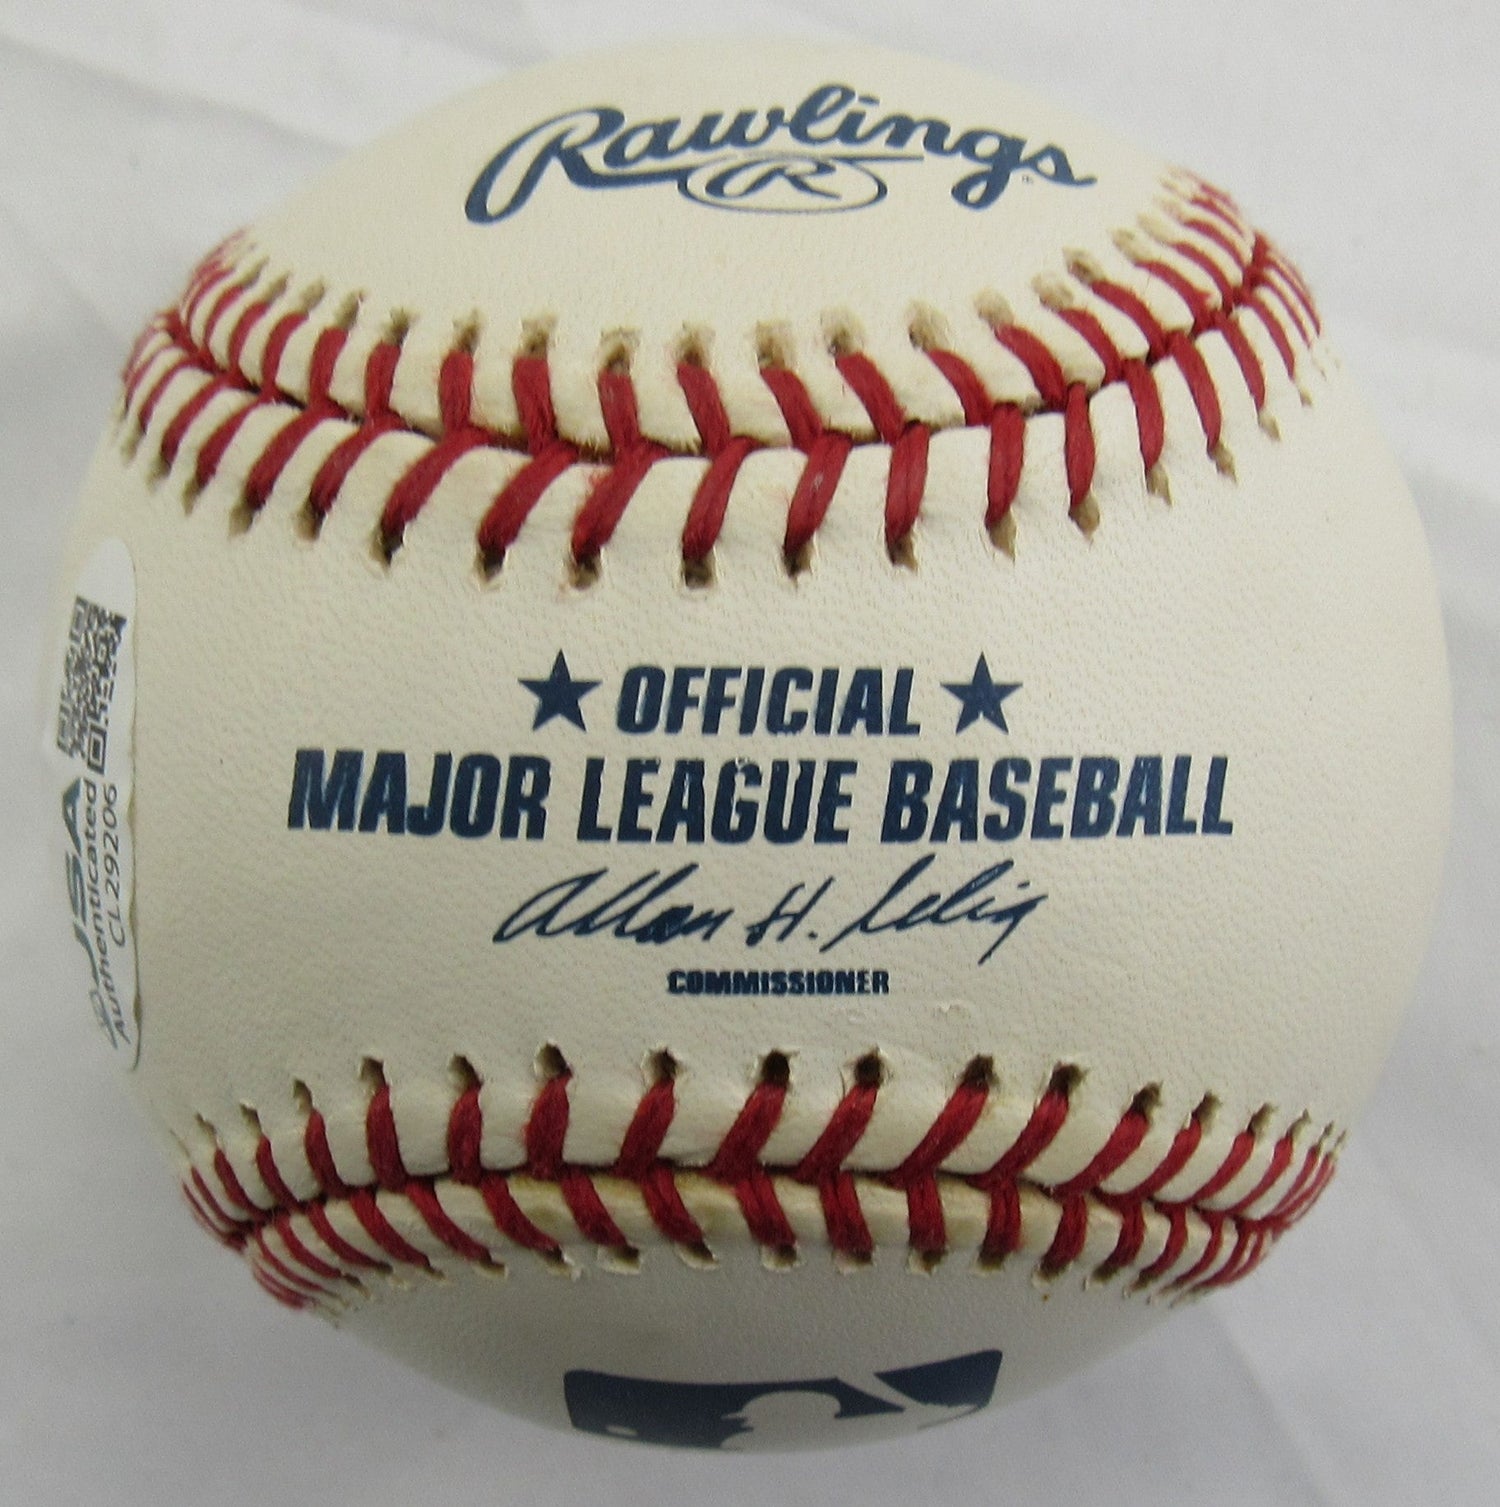 Rawlings
R
OFFICIAL
MAJOR LEAGUE BASEBALL
Allan H. Selig
COMMISSIONER
JSA
Authenticated
CL29206